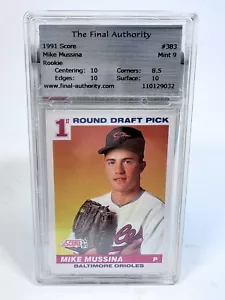 The Final Authority
1991 Score #383
Mike Mussina Mint 9
Rookie
Centering: 10 Corners: 8.5
Edges: 10 Surface: 10
www.final-authority.com 110129032
1st ROUND DRAFT PICK
SCORE
MIKE MUSSINA P
BALTIMORE ORIOLES